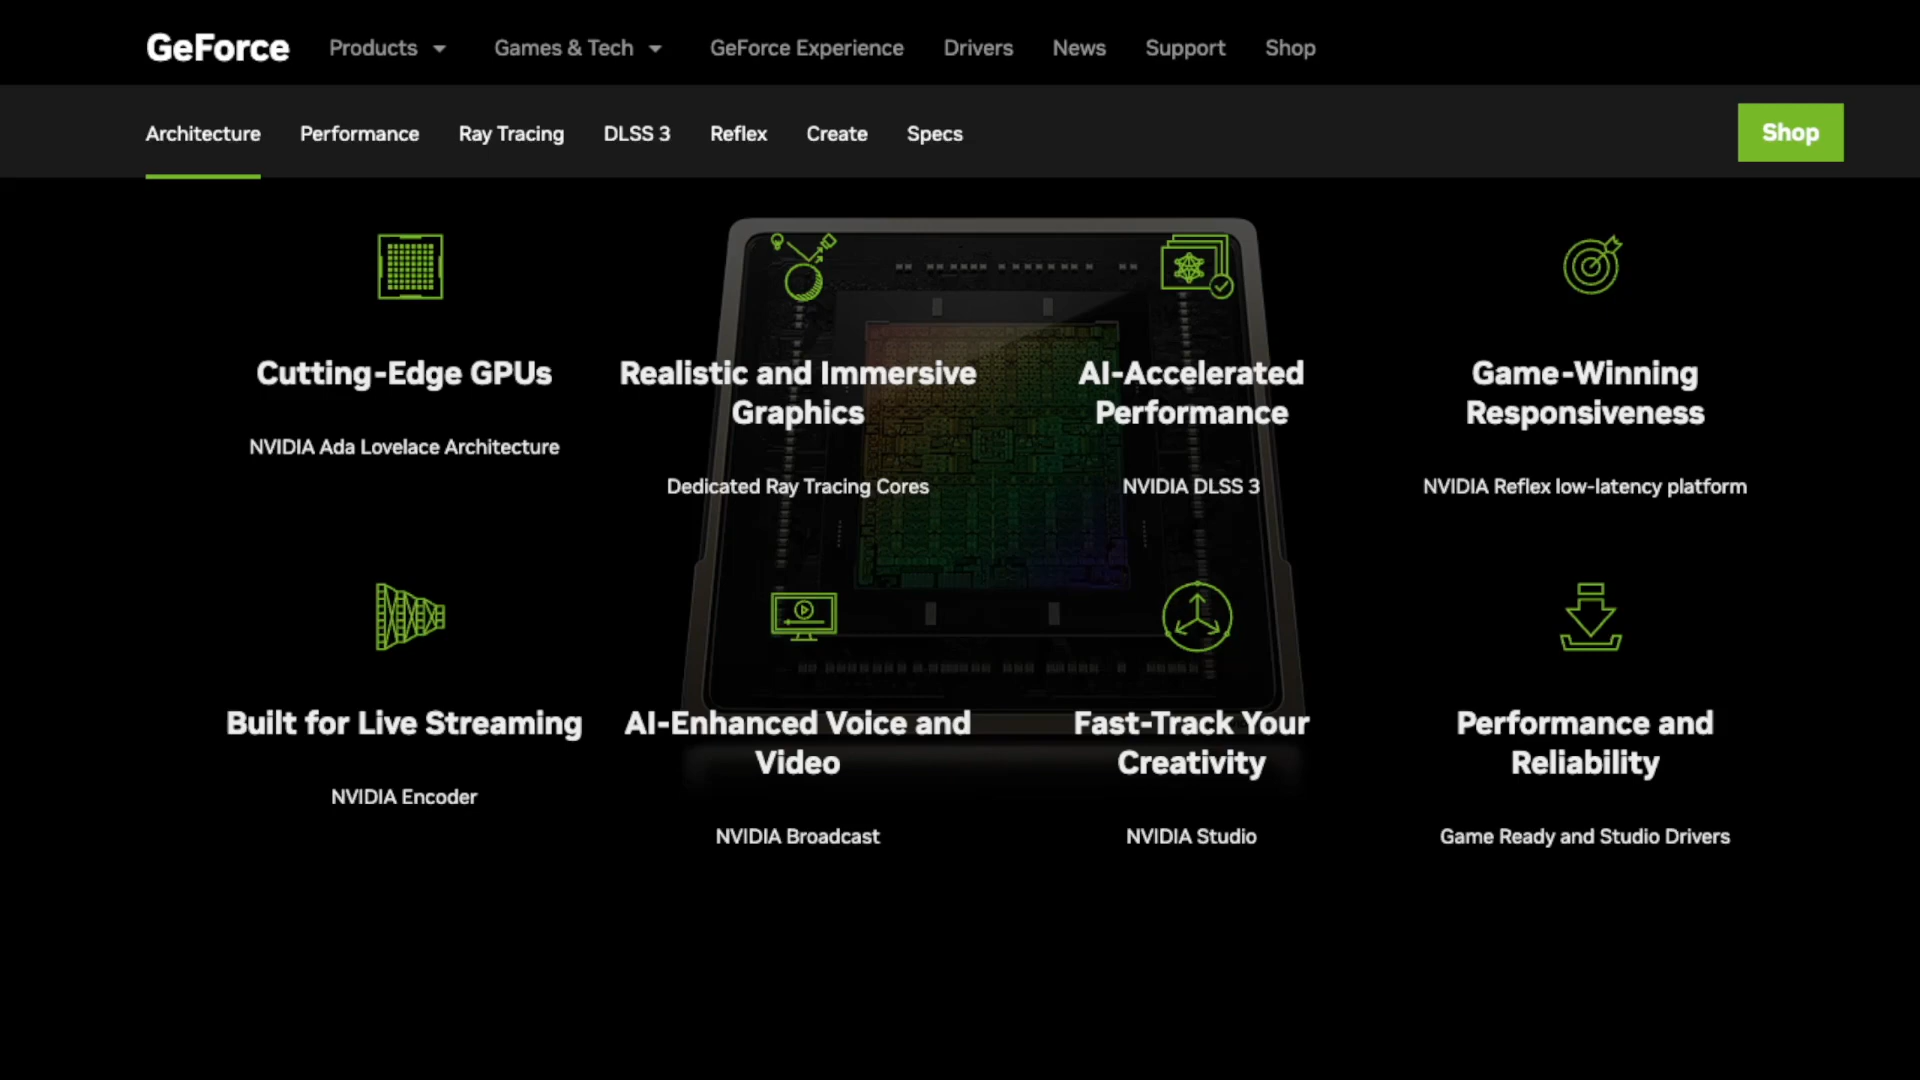 GeForce Products Games & Tech GeForce Experience Drivers News Support Shop
Architecture Performance Ray Tracing DLSS 3 Reflex Create Specs Shop
Cutting-Edge GPUs
NVIDIA Ada Lovelace Architecture
Realistic and Immersive
Graphics
Dedicated Ray Tracing Cores
AI-Accelerated
Performance
NVIDIA DLSS 3
Game-Winning
Responsiveness
NVIDIA Reflex low-latency platform
Built for Live Streaming
NVIDIA Encoder
AI-Enhanced Voice and
Video
NVIDIA Broadcast
Fast-Track Your
Creativity
NVIDIA Studio
Performance and
Reliability
Game Ready and Studio Drivers